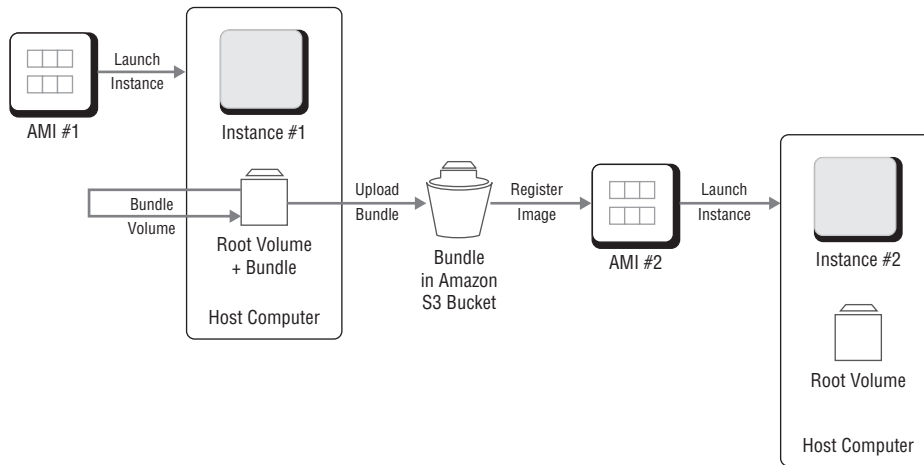 Launch
Instance
AMI #1
Instance #1
Bundle
Volume
Root Volume
+ Bundle
Host Computer
Upload
Bundle
Bundle
in Amazon
S3 Bucket
Register
Image
AMI #2
Launch
Instance
Instance #2
Root Volume
Host Computer